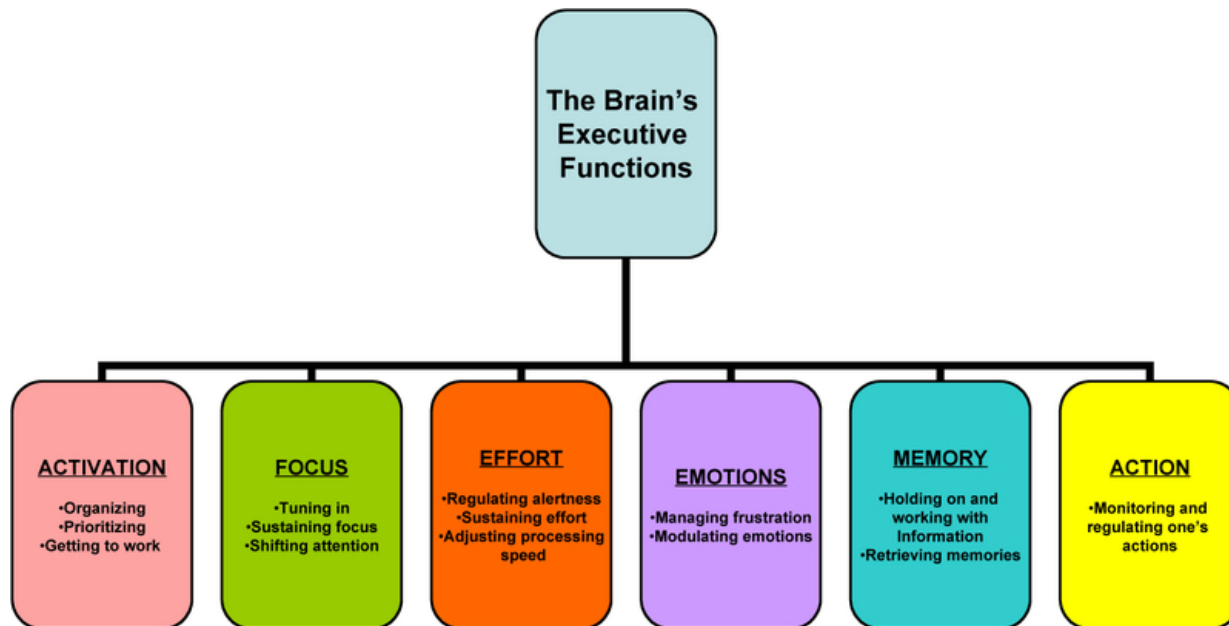 The Brain's
Executive
Functions
ACTIVATION
•Organizing
•Prioritizing
•Getting to work
FOCUS
•Tuning in
•Sustaining focus
•Shifting attention
EFFORT
•Regulating alertness
•Sustaining effort
•Adjusting processing
speed
EMOTIONS
•Managing frustration
•Modulating emotions
MEMORY
•Holding on and
working with
Information
•Retrieving memories
ACTION
•Monitoring and
regulating one's
actions